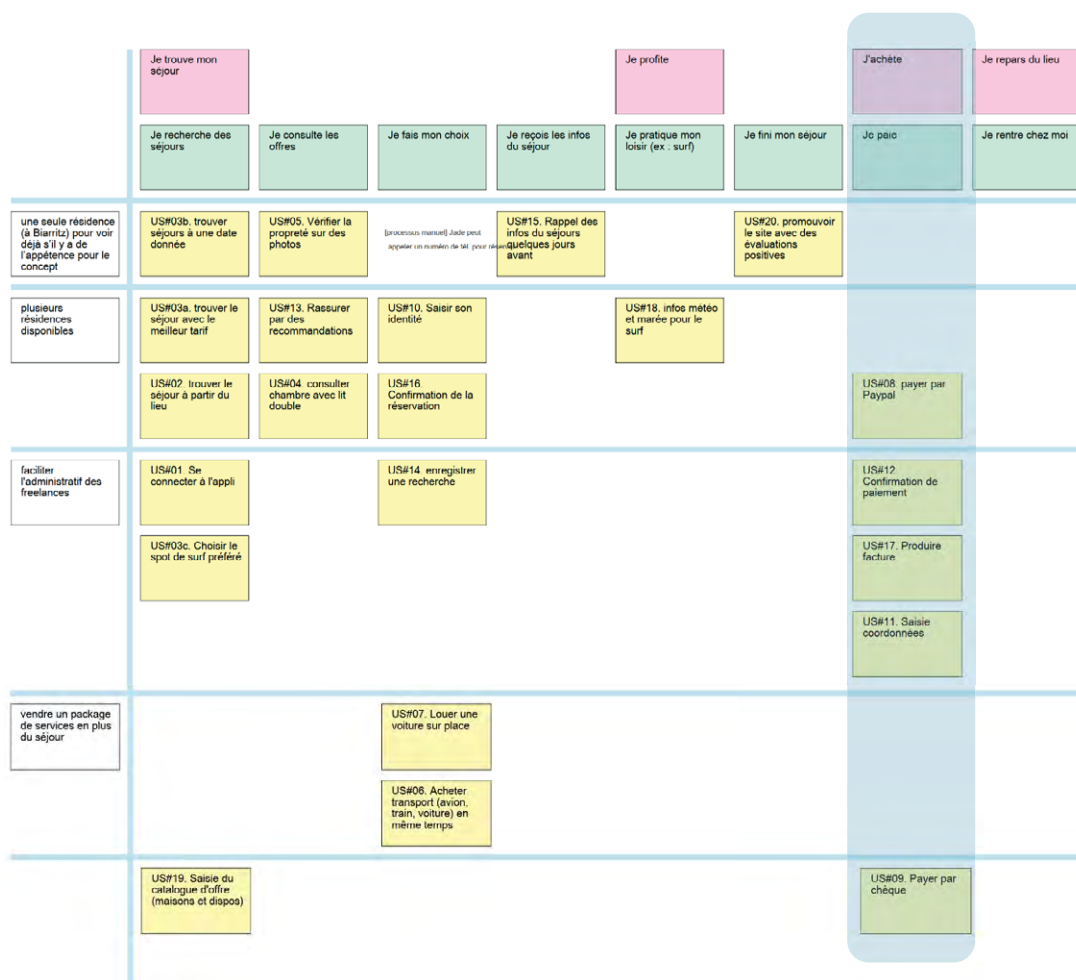 Je trouve mon
séjour
Je profite
J'achète
Je repars du lieu
Je recherche des
séjours
Je consulte les
offres
Je fais mon choix
Je reçois les infos
du séjour
Je pratique mon
loisir (ex : surf)
Je fini mon séjour
Je paie
Je rentre chez moi
une seule résidence
(à Biarritz) pour voir
déjà s'il y a de
l'appétence pour le
concept
US#03b. trouver
séjours à une date
donnée
US#05. Vérifier la
propreté sur des
photos
[processus manuel] Jade peut
appeler un numéro de tél. pour
US#15. Rappel des
infos du séjours
quelques jours
avant
US#20. promouvoir
le site avec des
évaluations
positives
plusieurs
résidences
disponibles
US#03a. trouver le
séjour avec le
meilleur tarif
US#13. Rassurer
par des
recommandations
US#10. Saisir son
identité
US#18. infos météo
et marée pour le
surf
US#02. trouver le
séjour à partir du
lieu
US#04. consulter
chambre avec lit
double
US#16.
Confirmation de la
réservation
US#08. payer par
Paypal
faciliter
l'administratif des
freelances
US#01. Se
connecter à l'appli
US#14. enregistrer
une recherche
US#12.
Confirmation de
paiement
US#03c. Choisir le
spot de surf préféré
US#17. Produire
facture
US#11. Saisie
coordonnées
vendre un package
de services en plus
du séjour
US#07. Louer une
voiture sur place
US#06. Acheter
transport (avion,
train, voiture) en
même temps
US#19. Saisie du
catalogue d'offre
(maisons et dispos)
US#09. Payer par
chèque